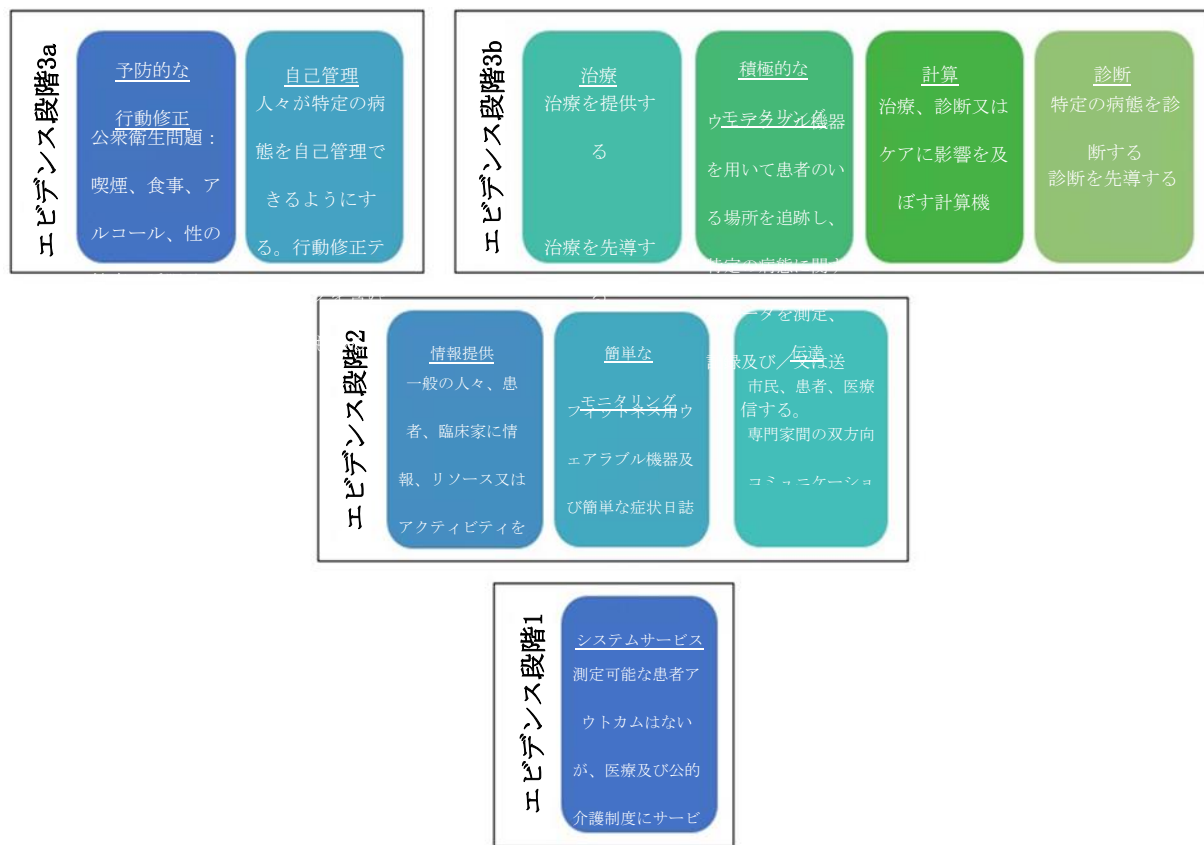 エビデンス段階3a
予防的な
行動修正
公衆衛生問題：
喫煙、食事、ア
ルコール、性の
自己管理
人々が特定の病
態を自己管理で
きるようにす
る。行動修正テ
エビデンス段階3b
治療
治療を提供す
る
治療を先導す
積極的な
モニタリング
ウェアラブル機器
を用いて患者のい
る場所を追跡し、
特定の病態に関す
ータを測定、
録及び／又は送
信する。
計算
治療、診断又は
ケアに影響を及
ぼす計算機
診断
特定の病態を診
断する
診断を先導する
エビデンス段階2
情報提供
一般の人々、患
者、臨床家に情
報、リソース又は
アクティビティを
簡単な
モニタリング
フィットネス用ウ
ェアラブル機器及
び簡単な症状日誌
伝達
市民、患者、医療
専門家間の双方向
コミュニケーショ
エビデンス段階1
システムサービス
測定可能な患者ア
ウトカムはない
が、医療及び公的
介護制度にサービ